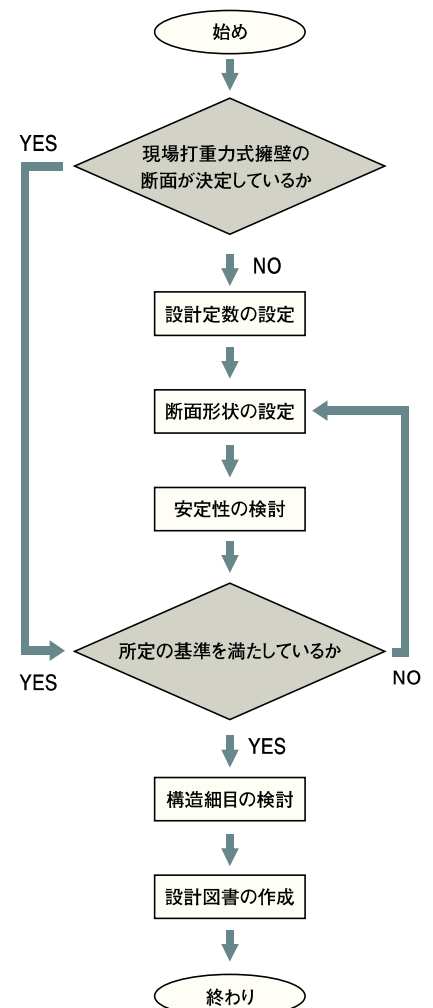 始め
YES
現場打重力式擁壁の
断面が決定しているか
NO
設計定数の設定
断面形状の設定
安定性の検討
所定の基準を満たしているか
YES
NO
YES
構造細目の検討
設計図書の作成
終わり